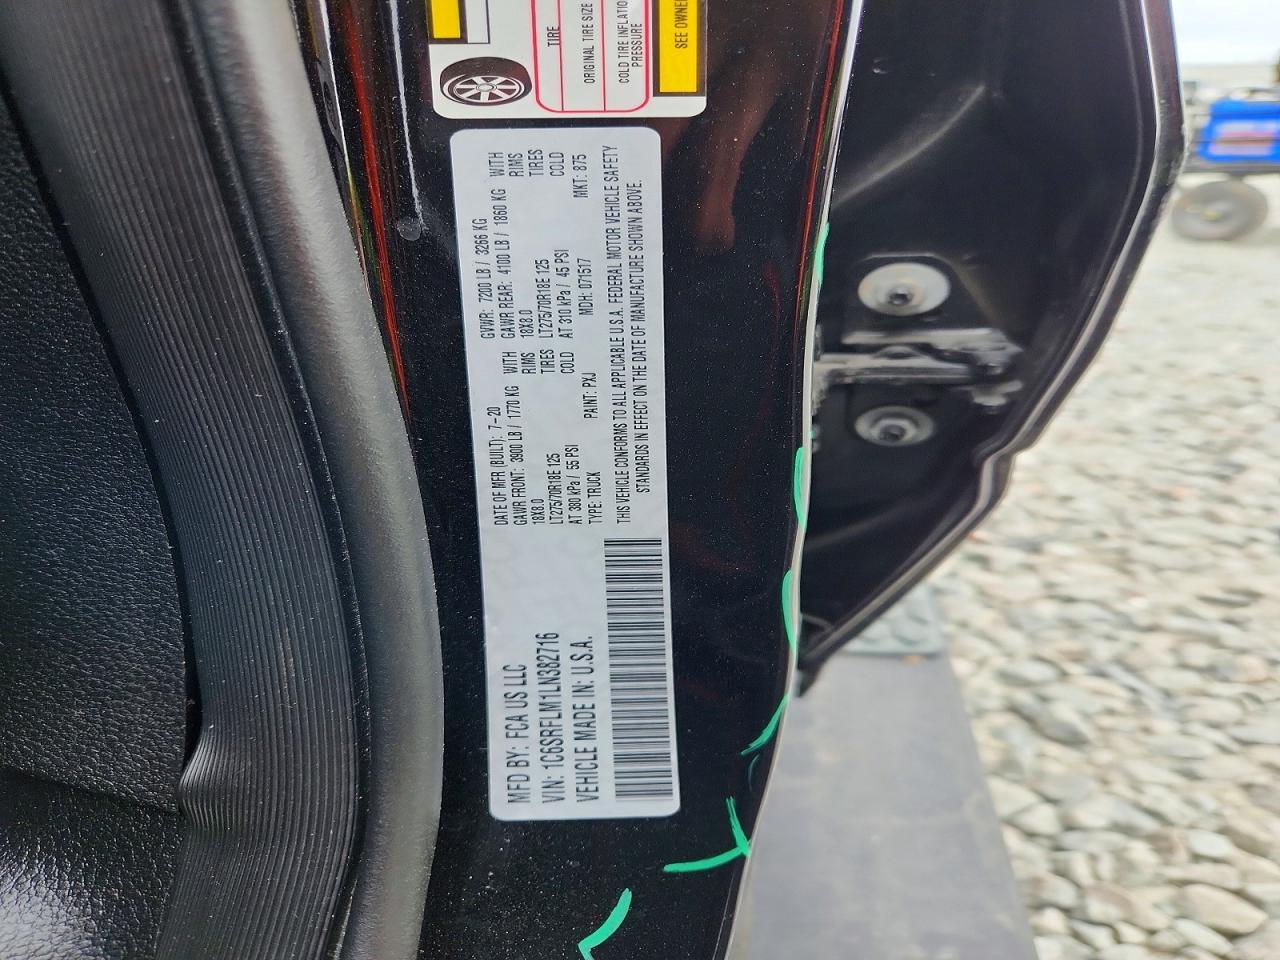 TIRE
ORIGINAL TIRE SIZE
COLD TIRE INFLATIO
PRESSURE
SEE OWNE
MFD BY: FCA US LLC
VIN: 1C6SRFLM1LN382716
VEHICLE MADE IN: U.S.A.
DATE OF MFR (BUILT): 7-20 GVWR: 7200 LB / 3266 KG
GAWR FRONT: 3900 LB / 1770 KG WITH GAWR REAR: 4100 LB / 1860 KG WITH
18X8.0 RIMS 18X8.0 RIMS
LT275/70R18E 125 TIRES LT275/70R18E 125 TIRES
AT 380 kPa / 55 PSI COLD AT 310 kPa / 45 PSI COLD
TYPE: TRUCK PAINT: PXJ MDH: 071517 MKT: 875
THIS VEHICLE CONFORMS TO ALL APPLICABLE U.S.A. FEDERAL MOTOR VEHICLE SAFETY
STANDARDS IN EFFECT ON THE DATE OF MANUFACTURE SHOWN ABOVE.